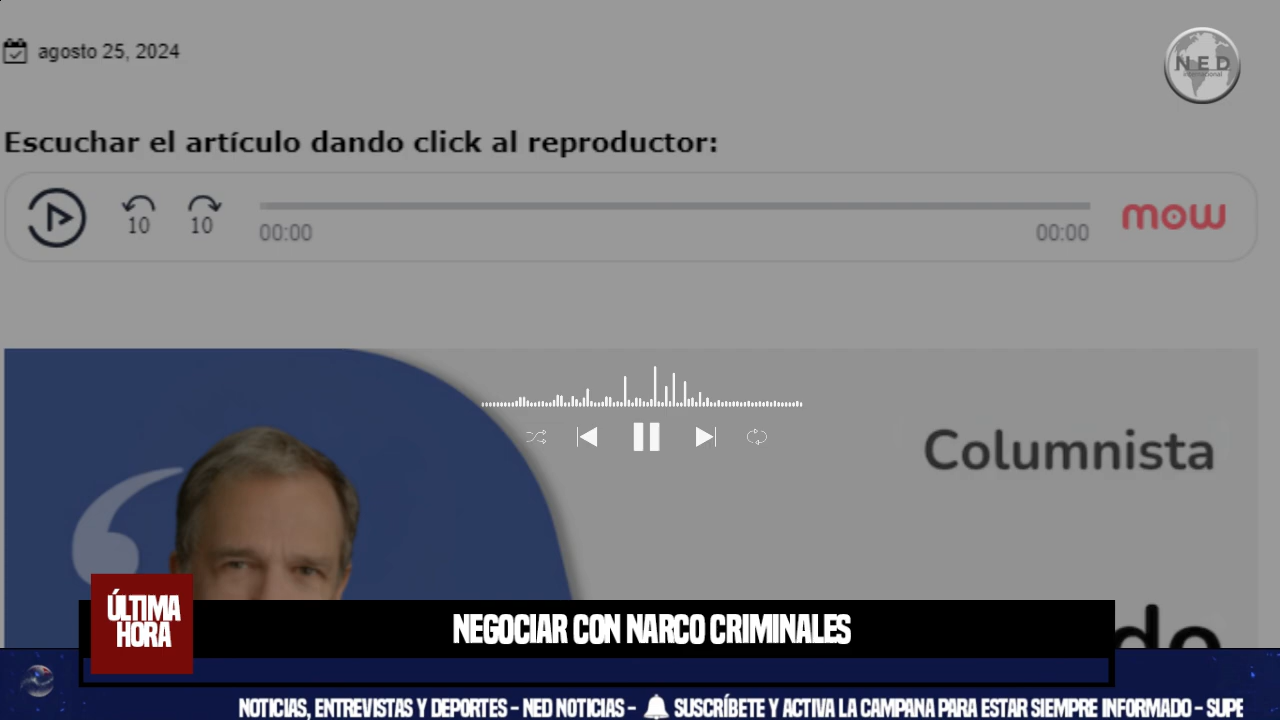 agosto 25, 2024
NED
international
Escuchar el artículo dando click al reproductor:
10
10
00:00
00:00
mow
Columnista
do
ÚLTIMA
HORA
NEGOCIAR CON NARCO CRIMINALES
NOTICIAS, ENTREVISTAS Y DEPORTES - NED NOTICIAS - SUSCRÍBETE Y ACTIVA LA CAMPANA PARA ESTAR SIEMPRE INFORMADO - SUPE